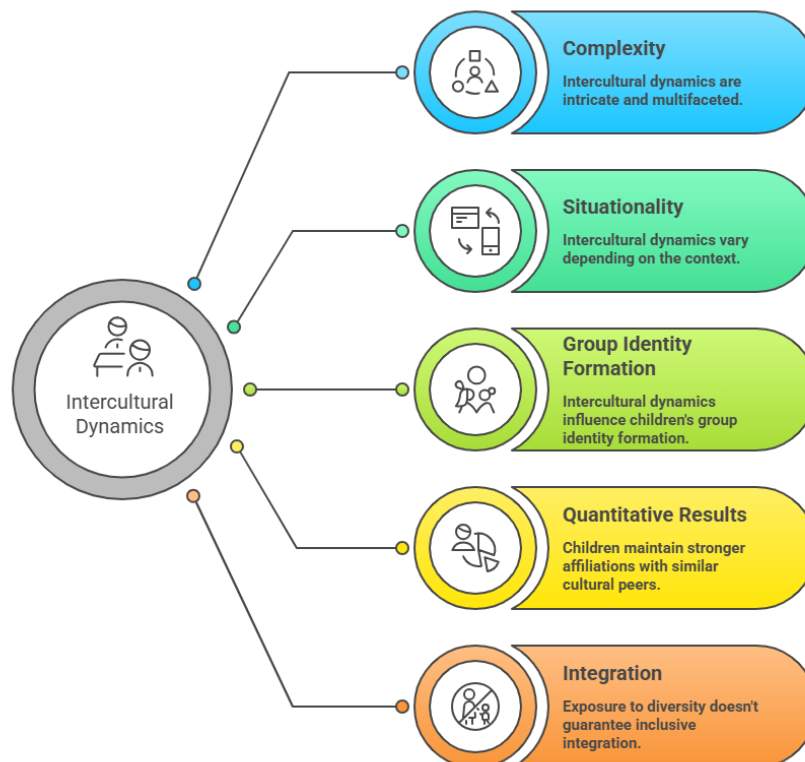 Complexity
Intercultural dynamics are
intricate and multifaceted.
Situationality
Intercultural dynamics vary
depending on the context.
Intercultural
Dynamics
Group Identity
Formation
Intercultural dynamics
influence children's group
identity formation.
Quantitative Results
Children maintain stronger
affiliations with similar
cultural peers.
Integration
Exposure to diversity doesn't
guarantee inclusive
integration.